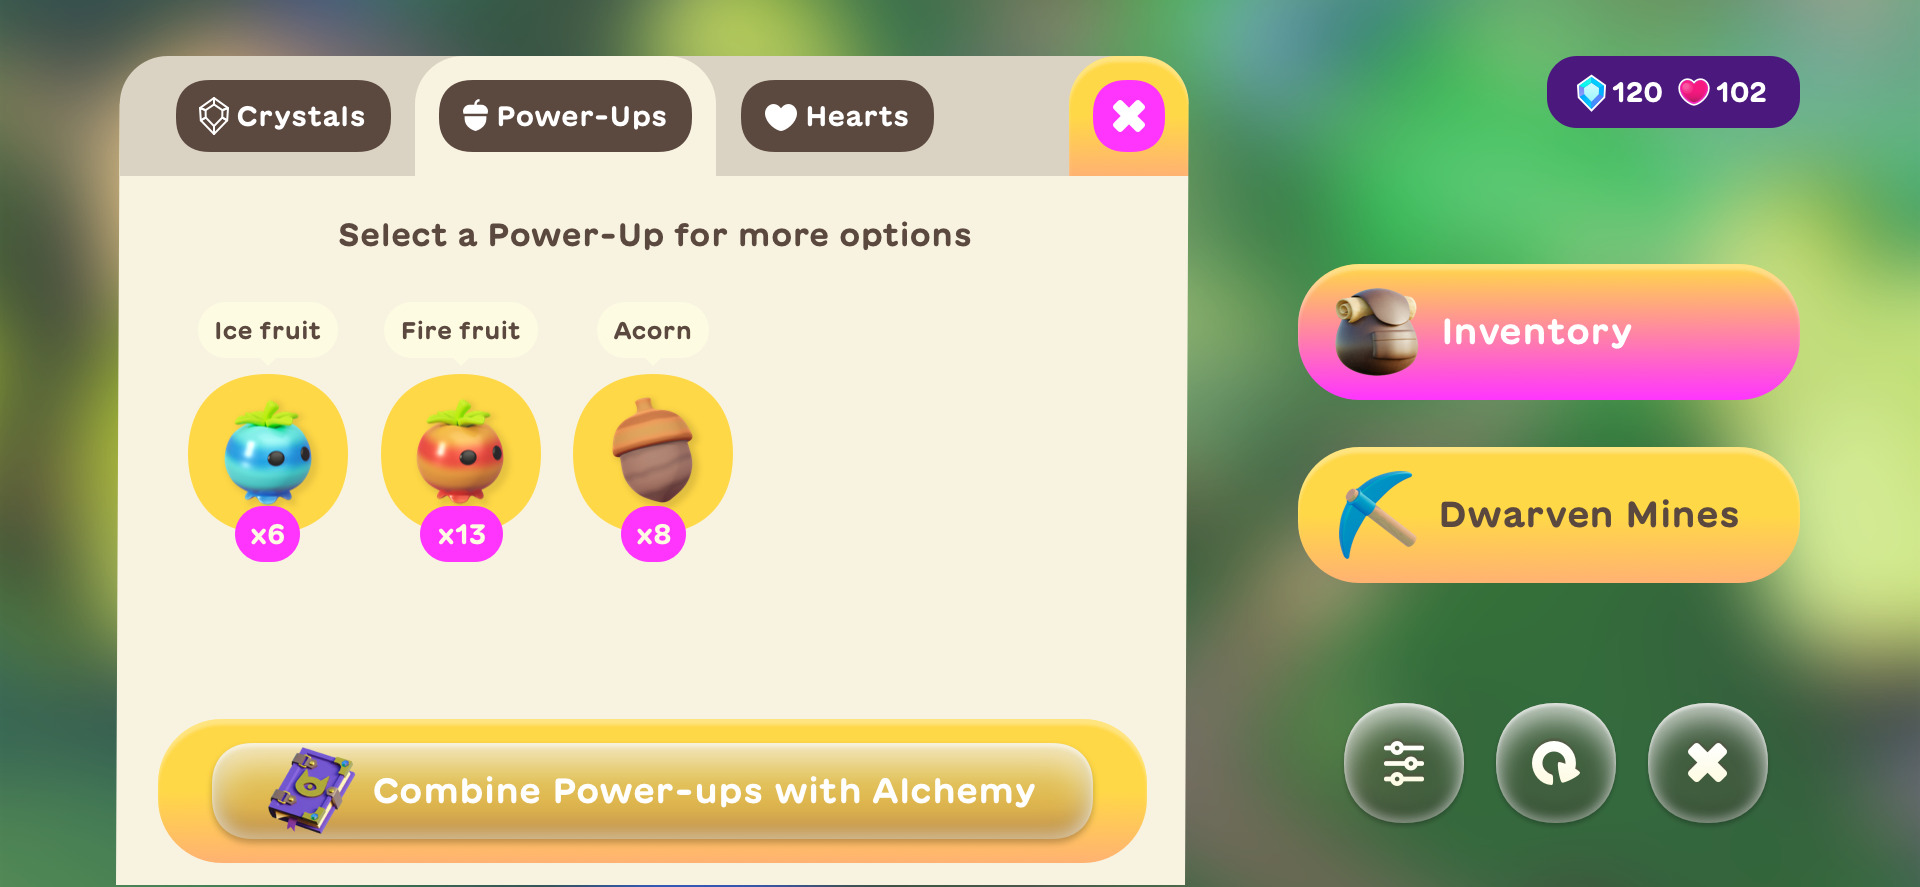 Crystals
Power-Ups
Hearts
120
102
Select a Power-Up for more options
Ice fruit
Fire fruit
Acorn
x6
x13
x8
Combine Power-ups with Alchemy
Inventory
Dwarven Mines